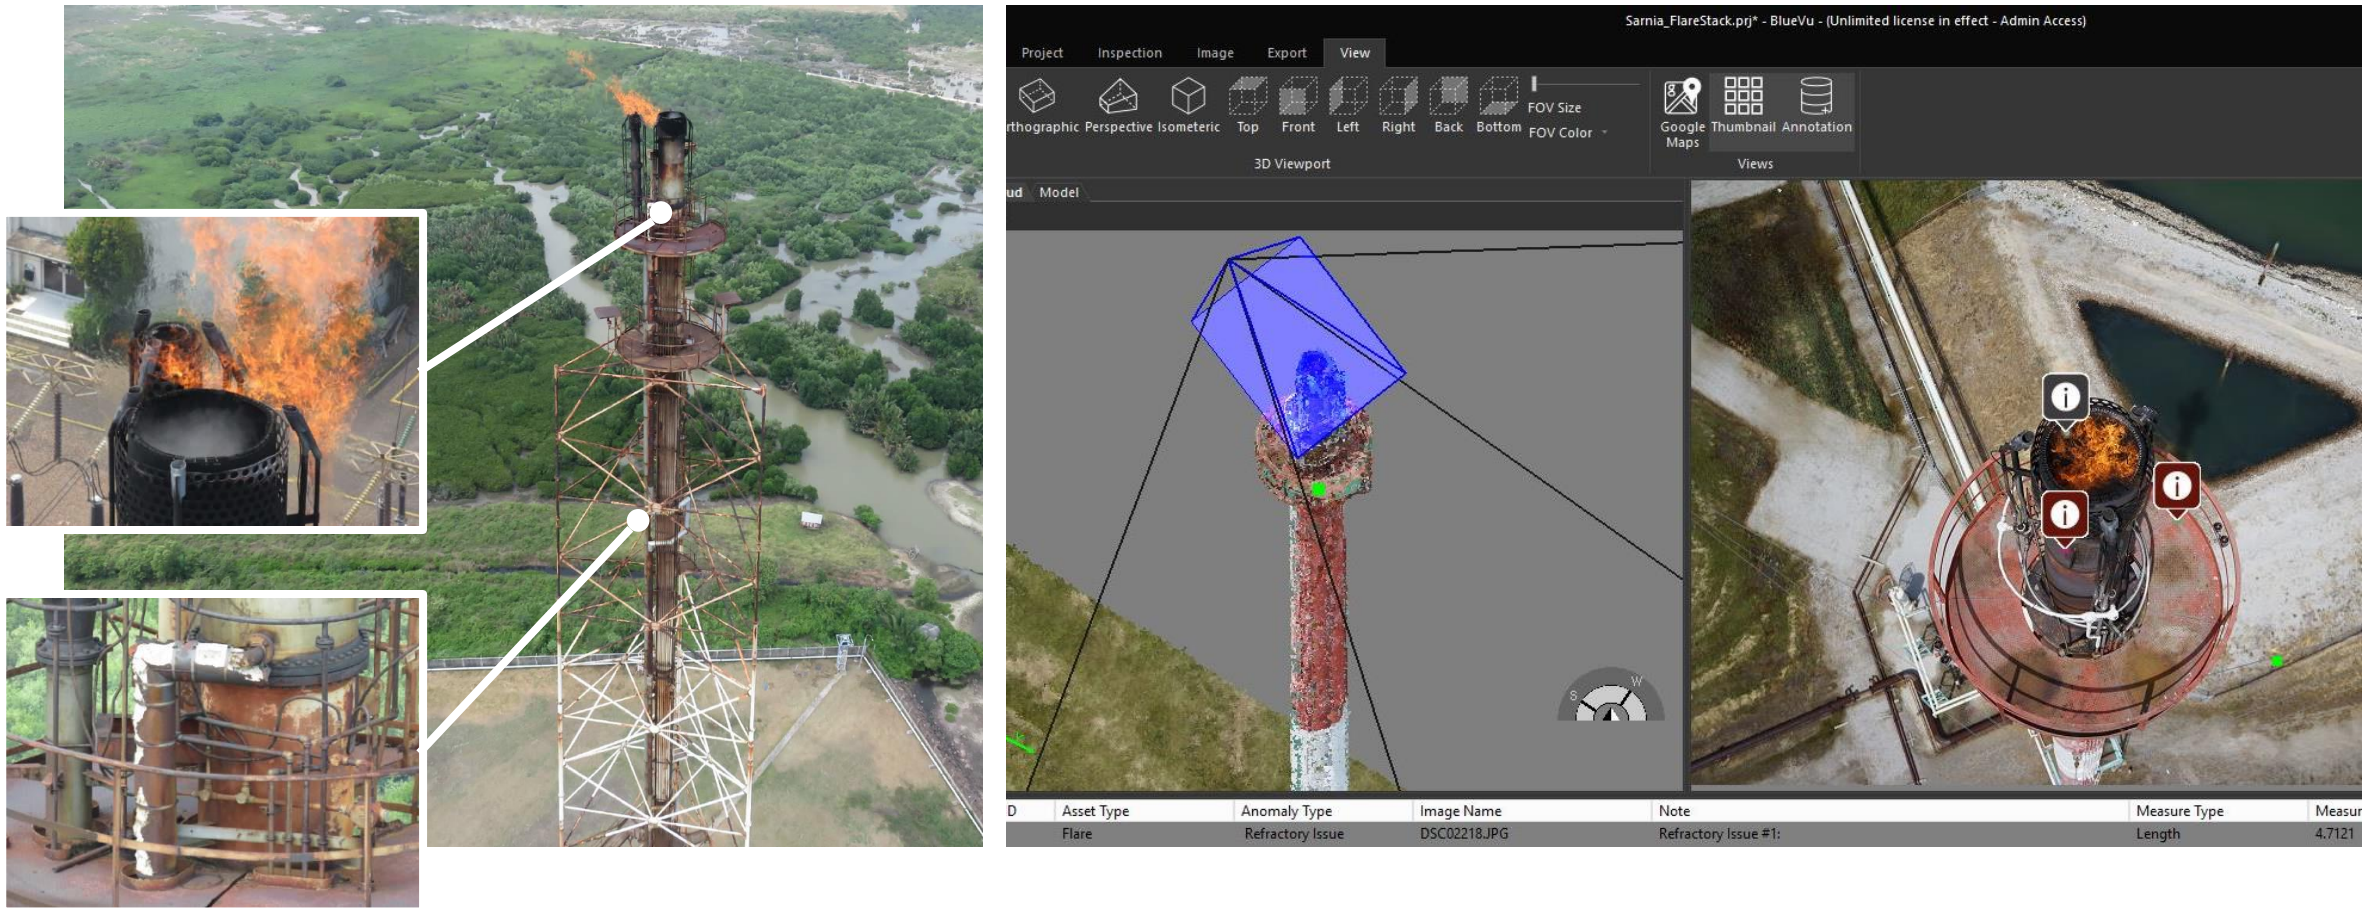 Sarnia_FlareStack.prj* - BlueVu - (Unlimited license in effect - Admin Access)
Project Inspection Image Export View
rthographic Perspective Isometeric Top Front Left Right Back Bottom
FOV Size
FOV Color
Google Maps Thumbnail Annotation
3D Viewport Views
ud Model
S W
i
i
i
D Asset Type Anomaly Type Image Name Note Measure Type Measur
Flare Refractory Issue DSC02218.JPG Refractory Issue #1: Length 4.7121